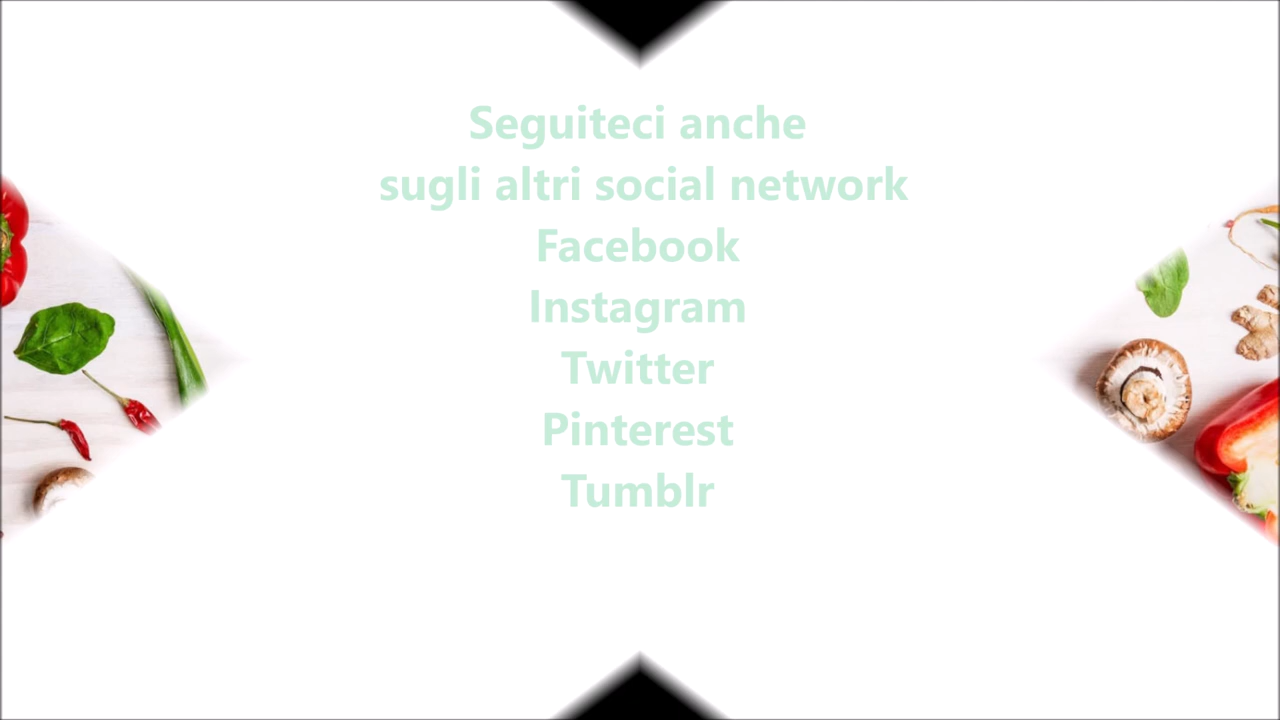 Seguiteci anche
sugli altri social network
Facebook
Instagram
Twitter
Pinterest
Tumblr